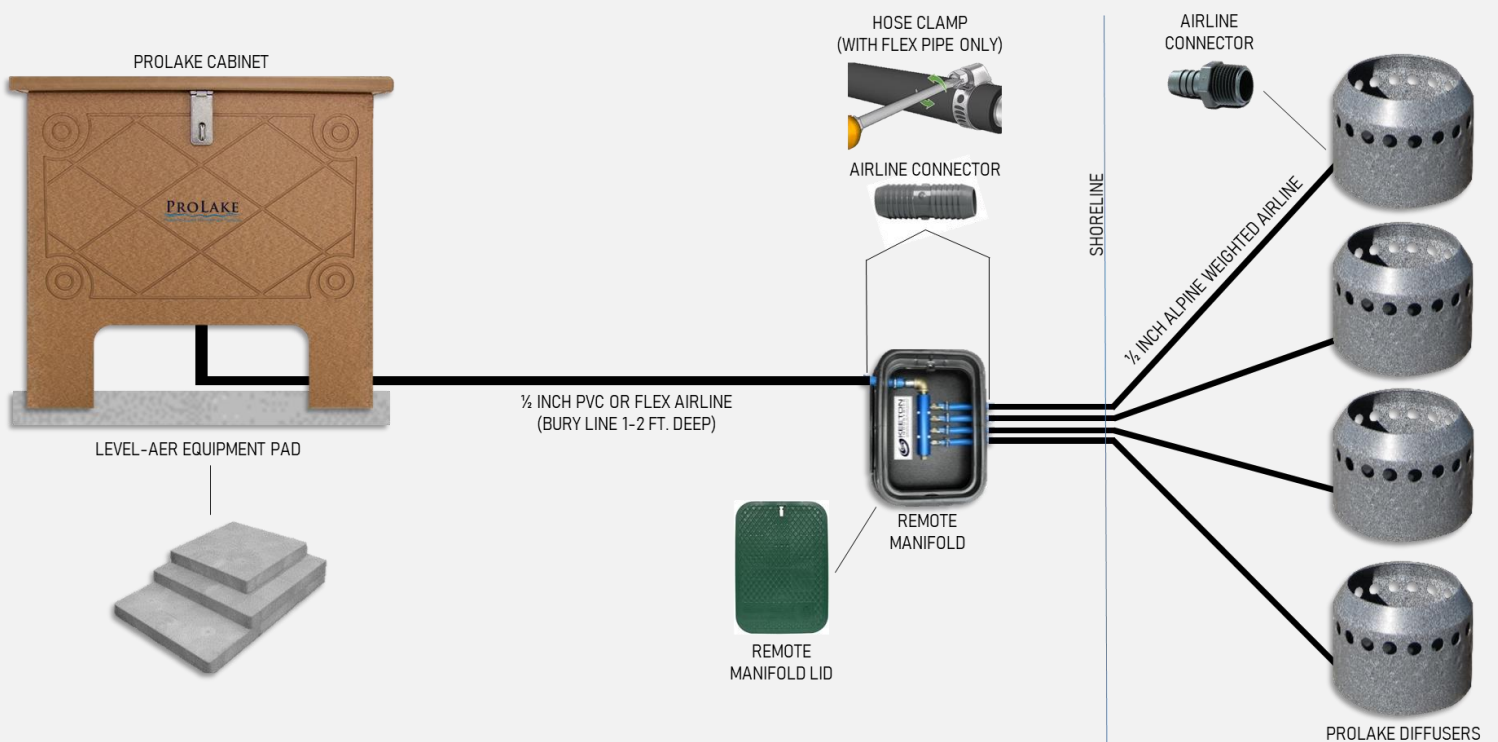 PROLAKE CABINET
PROLAKE
LEVEL-AER EQUIPMENT PAD
½ INCH PVC OR FLEX AIRLINE
(BURY LINE 1-2 FT. DEEP)
HOSE CLAMP
(WITH FLEX PIPE ONLY)
AIRLINE CONNECTOR
KEETON
REMOTE
MANIFOLD
REMOTE
MANIFOLD LID
SHORELINE
AIRLINE
CONNECTOR
½ INCH ALPINE WEIGHTED AIRLINE
PROLAKE DIFFUSERS